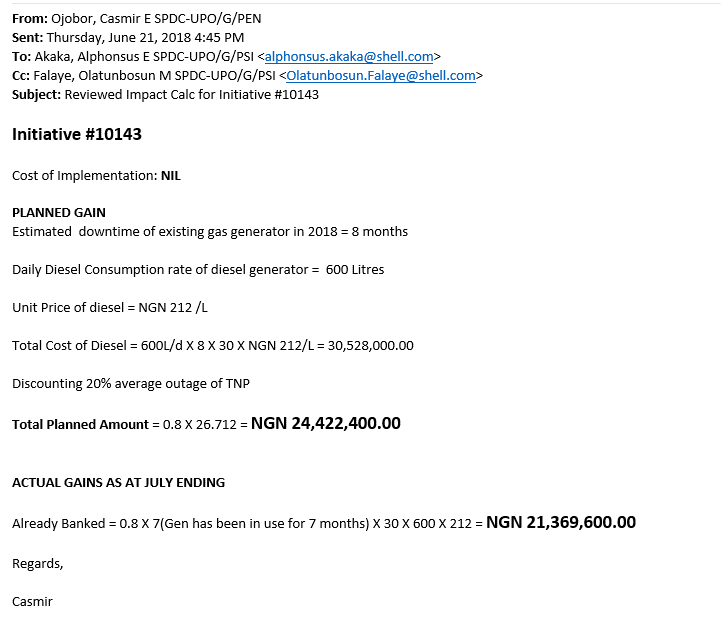 From: Ojobor, Casmir E SPDC-UPO/G/PEN
Sent: Thursday, June 21, 2018 4:45 PM
To: Akaka, Alphonsus E SPDC-UPO/G/PSI <alphonsus.akaka@shell.com>
Cc: Falaye, Olatunbosun M SPDC-UPO/G/PSI <Olatunbosun.Falaye@shell.com>
Subject: Reviewed Impact Calc for Initiative #10143
Initiative #10143
Cost of Implementation: NIL
PLANNED GAIN
Estimated  downtime of existing gas generator in 2018 = 8 months
Daily Diesel Consumption rate of diesel generator =  600 Litres
Unit Price of diesel = NGN 212 /L
Total Cost of Diesel = 600L/d X 8 X 30 X NGN 212/L = 30,528,000.00
Discounting 20% average outage of TNP
Total Planned Amount = 0.8 X 26.712 = NGN 24,422,400.00
ACTUAL GAINS AS AT JULY ENDING
Already Banked = 0.8 X 7(Gen has been in use for 7 months) X 30 X 600 X 212 = NGN 21,369,600.00
Regards,
Casmir